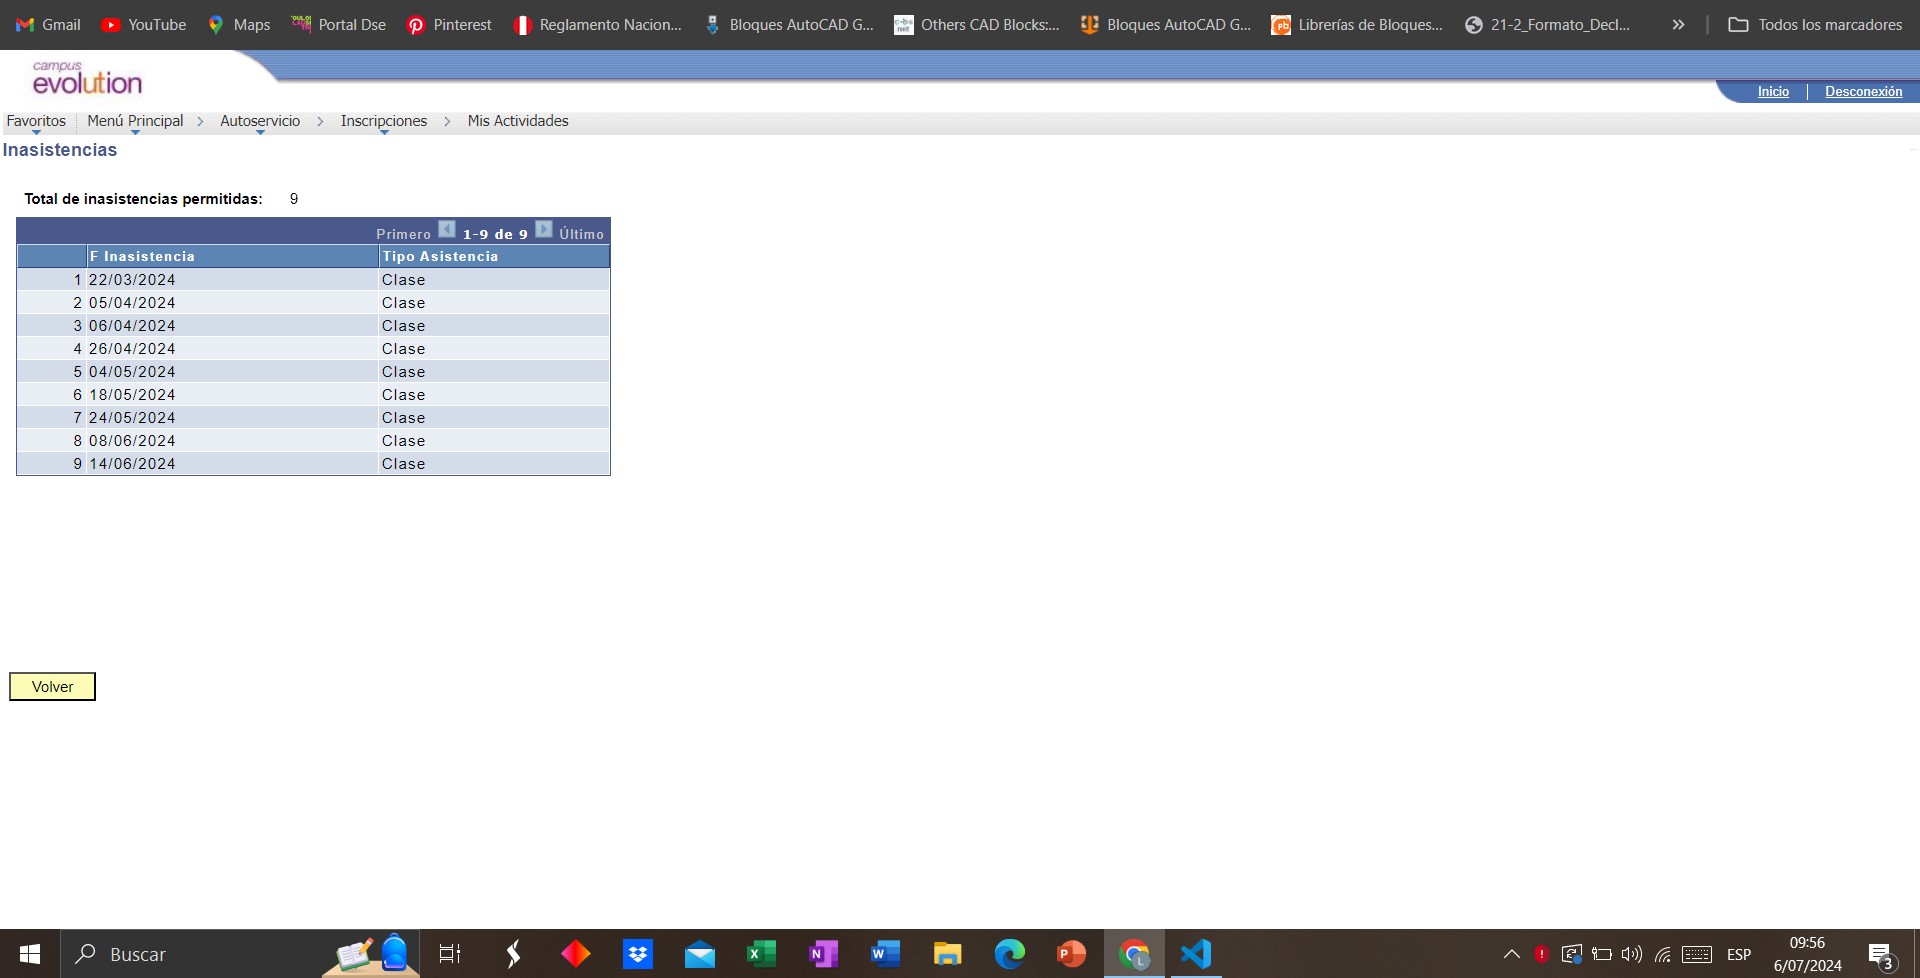 Gmail YouTube Maps Portal Dse Pinterest Reglamento Nacion... Bloques AutoCAD G... Others CAD Blocks:... Bloques AutoCAD G... Librerías de Bloques... 21-2_Formato_Decl... » Todos los marcadores
campus
evolution
Inicio Desconexión
Favoritos Menú Principal > Autoservicio > Inscripciones > Mis Actividades
Inasistencias
Total de inasistencias permitidas: 9
Primero 1-9 de 9 Último
F Inasistencia Tipo Asistencia
1 22/03/2024 Clase
2 05/04/2024 Clase
3 06/04/2024 Clase
4 26/04/2024 Clase
5 04/05/2024 Clase
6 18/05/2024 Clase
7 24/05/2024 Clase
8 08/06/2024 Clase
9 14/06/2024 Clase
Volver
Buscar
ESP
09:56
6/07/2024
3